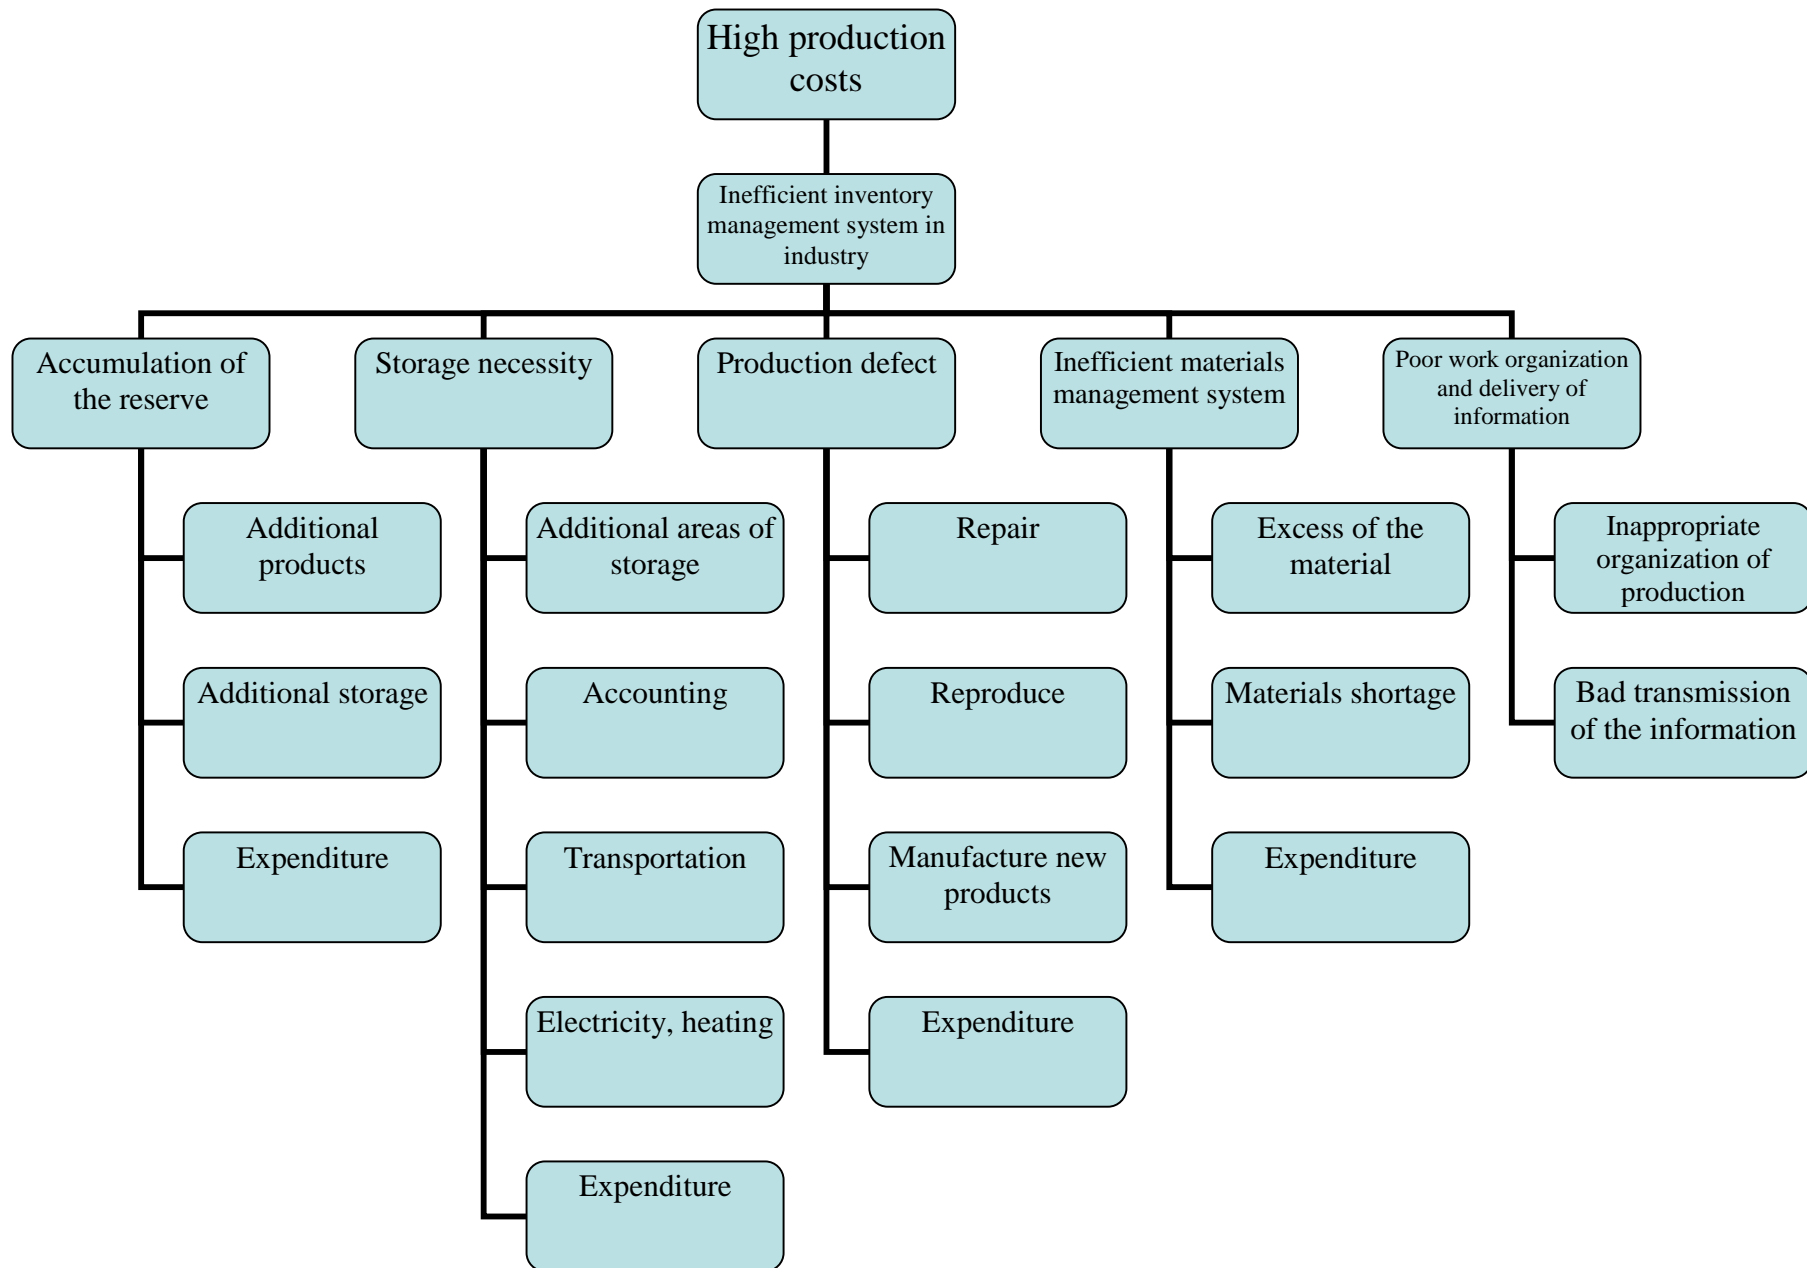 High production
costs
Inefficient inventory
management system in
industry
Accumulation of
the reserve
Storage necessity
Production defect
Inefficient materials
management system
Poor work organization
and delivery of
information
Additional
products
Additional areas of
storage
Repair
Excess of the
material
Inappropriate
organization of
production
Additional storage
Accounting
Reproduce
Materials shortage
Bad transmission
of the information
Expenditure
Transportation
Manufacture new
products
Expenditure
Electricity, heating
Expenditure
Expenditure